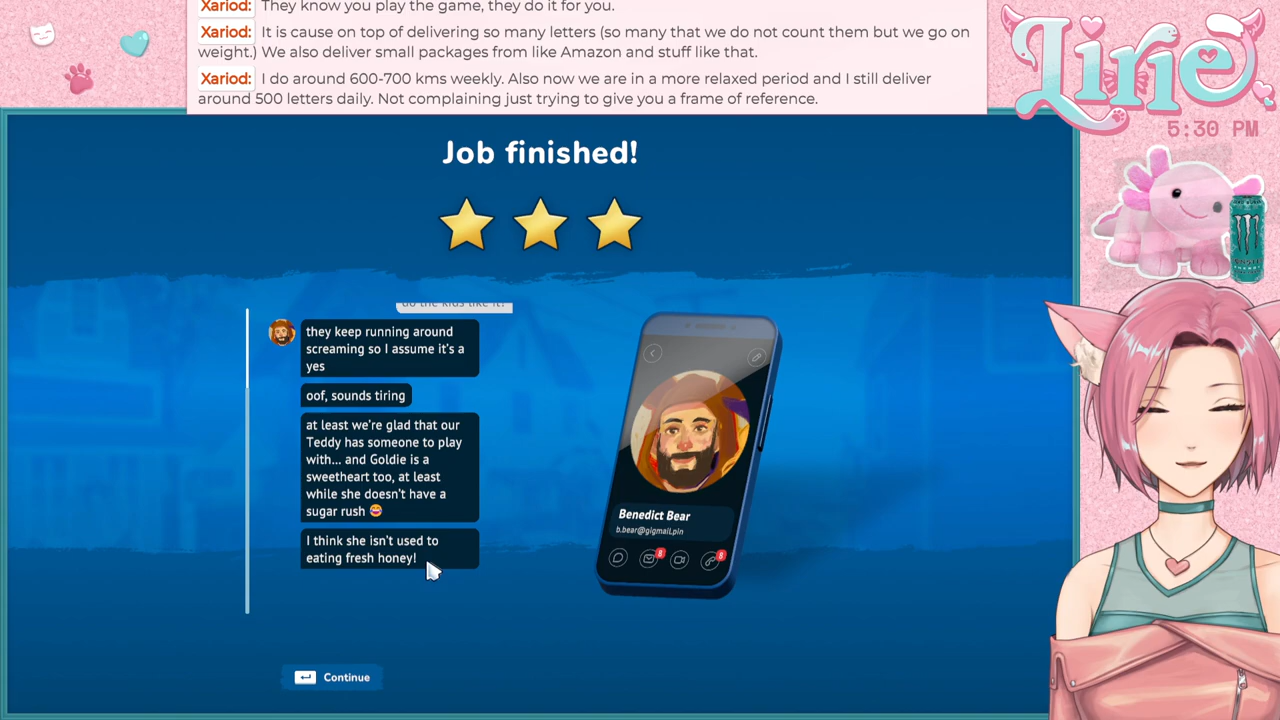 Xariod: They know you play the game, they do it for you.
Xariod: It is cause on top of delivering so many letters (so many that we do not count them but we go on
weight.) We also deliver small packages from like Amazon and stuff like that.
Xariod: I do around 600-700 kms weekly. Also now we are in a more relaxed period and I still deliver
around 500 letters daily. Not complaining just trying to give you a frame of reference.
Lirie
5:30 PM
Job finished!
do the kids like it?
they keep running around
screaming so I assume it's a
yes
oof, sounds tiring
at least we're glad that our
Teddy has someone to play
with... and Goldie is a
sweetheart too, at least
while she doesn't have a
sugar rush 😂
I think she isn't used to
eating fresh honey!
Benedict Bear
b.bear@gigmail.pin
8
8
Continue